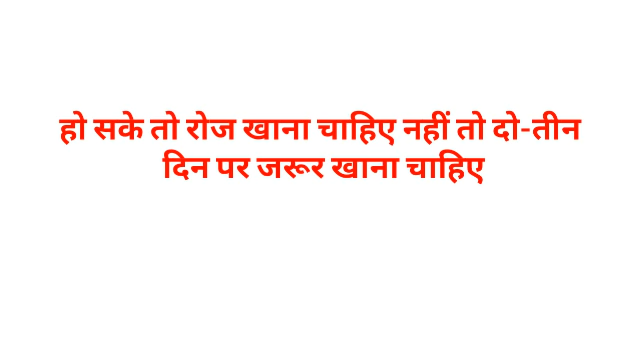 हो सके तो रोज खाना चाहिए नहीं तो दो-तीन
दिन पर जरूर खाना चाहिए